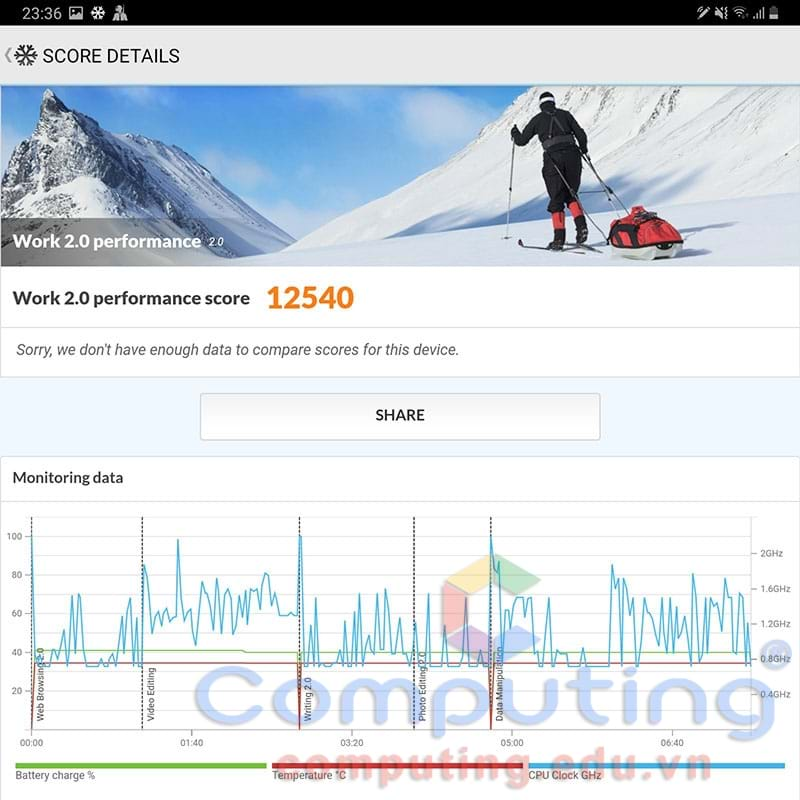 23:36
SCORE DETAILS
Work 2.0 performance 2.0
Work 2.0 performance score 12540
Sorry, we don't have enough data to compare scores for this device.
SHARE
Monitoring data
100
80
60
40
20
2GHz
1.6GHz
1.2GHz
0.8GHz
0.4GHz
Web Browsing 2.0
Video Editing
Writing 2.0
Photo Editing 2.0
Data Manipulation
Computing®
00:00 01:40 03:20 05:00 06:40
computing.edu.vn
Battery charge % Temperature °C CPU Clock GHz